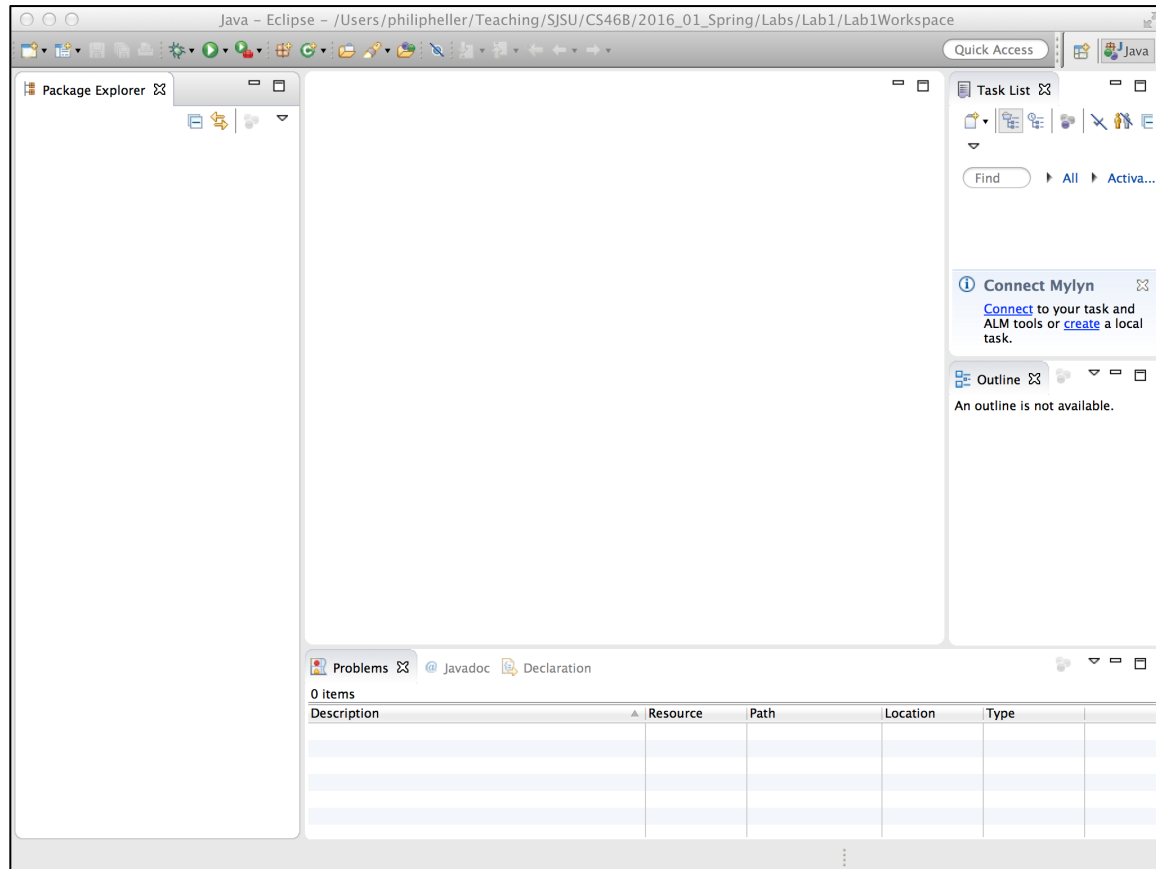 Java – Eclipse – /Users/philipheller/Teaching/SJSU/CS46B/2016_01_Spring/Labs/Lab1/Lab1Workspace
Quick Access
Java
Package Explorer
Task List
Find
All
Activa...
Connect Mylyn
Connect to your task and
ALM tools or create a local
task.
Outline
An outline is not available.
Problems @ Javadoc Declaration
0 items
Description Resource Path Location Type